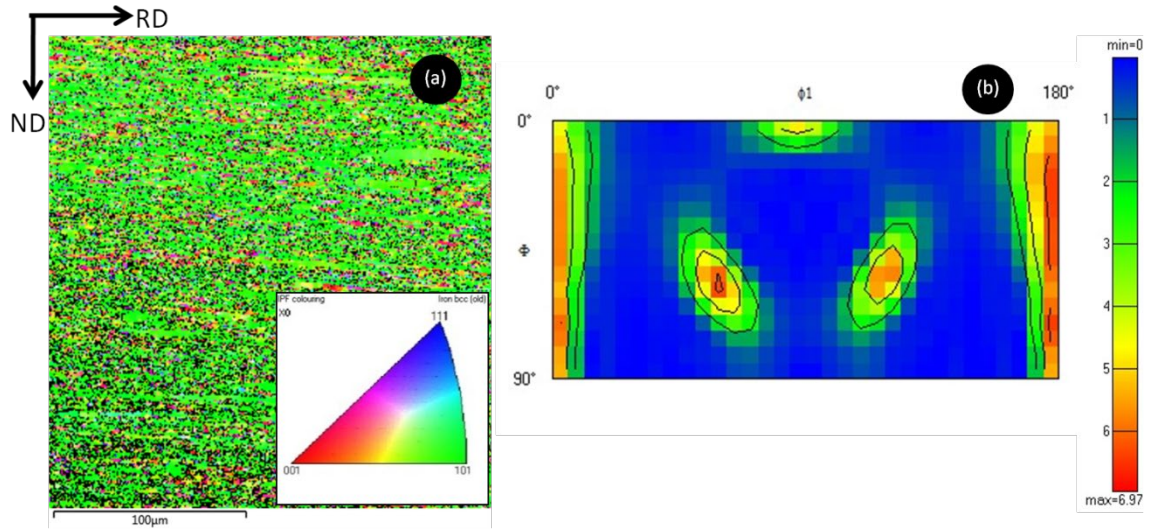 RD
ND
(a)
IPF colouring
Iron bcc (old)
X0
111
001
101
100µm
(b)
0°
ϕ1
180°
0°
Φ
90°
min=0
1
2
3
4
5
6
max=6.97